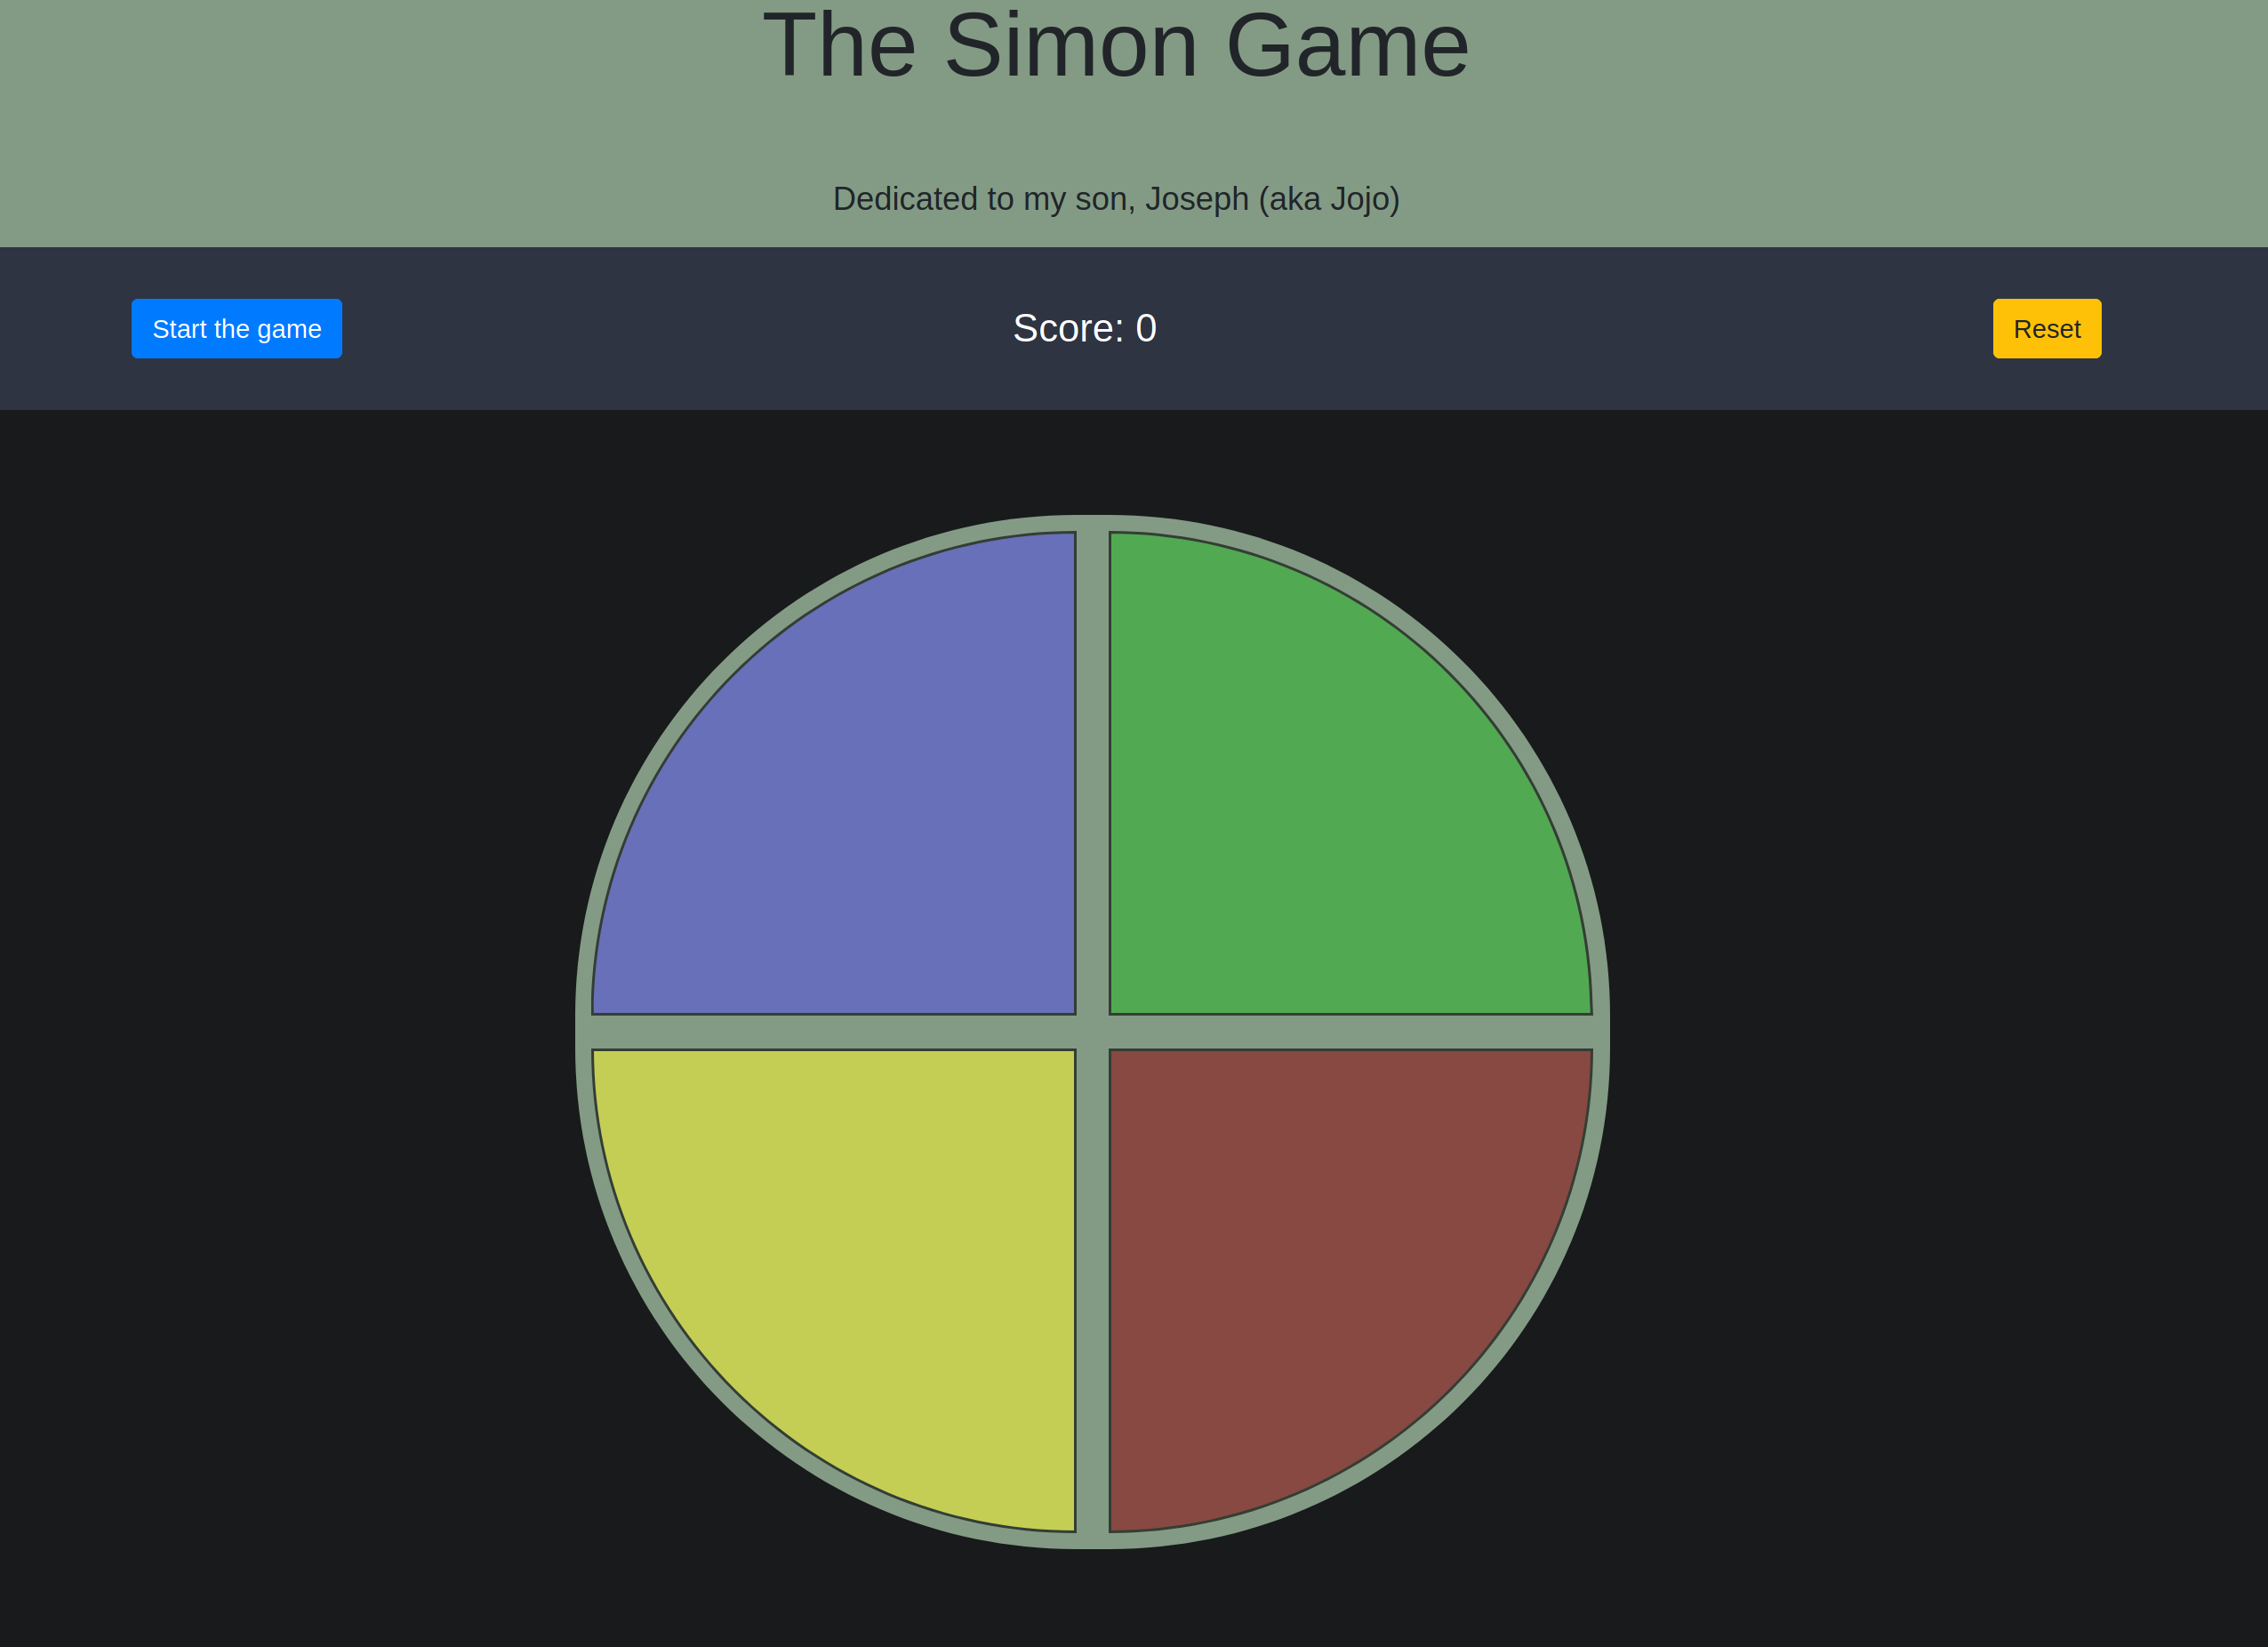 The Simon Game
Dedicated to my son, Joseph (aka Jojo)
Start the game
Score: 0
Reset